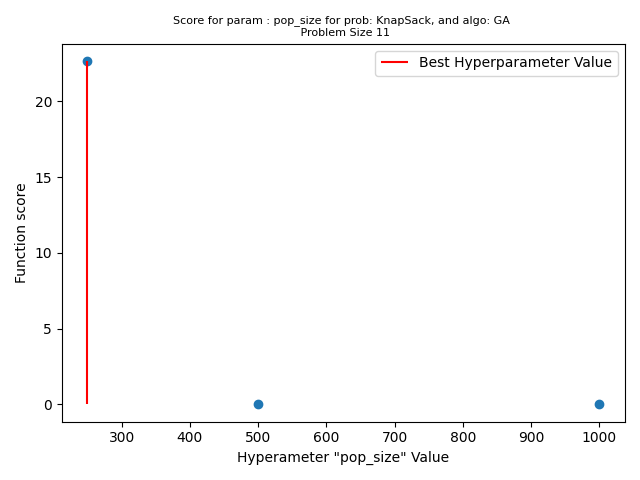 Score for param : pop_size for prob: KnapSack, and algo: GA
Problem Size 11
Best Hyperparameter Value
Function score
20
15
10
5
0
300
400
500
600
700
800
900
1000
Hyperameter "pop_size" Value